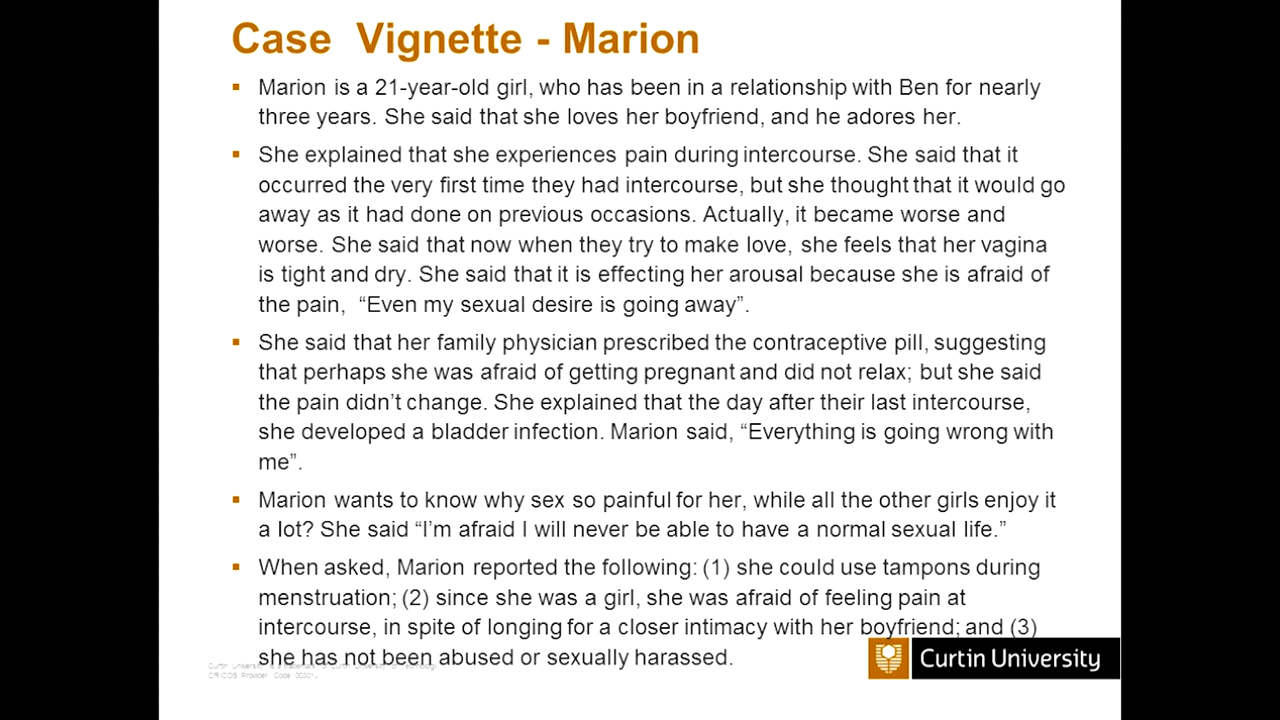 Case Vignette - Marion
▪ Marion is a 21-year-old girl, who has been in a relationship with Ben for nearly
three years. She said that she loves her boyfriend, and he adores her.
▪ She explained that she experiences pain during intercourse. She said that it
occurred the very first time they had intercourse, but she thought that it would go
away as it had done on previous occasions. Actually, it became worse and
worse. She said that now when they try to make love, she feels that her vagina
is tight and dry. She said that it is effecting her arousal because she is afraid of
the pain, “Even my sexual desire is going away”.
▪ She said that her family physician prescribed the contraceptive pill, suggesting
that perhaps she was afraid of getting pregnant and did not relax; but she said
the pain didn’t change. She explained that the day after their last intercourse,
she developed a bladder infection. Marion said, “Everything is going wrong with
me”.
▪ Marion wants to know why sex so painful for her, while all the other girls enjoy it
a lot? She said “I’m afraid I will never be able to have a normal sexual life.”
▪ When asked, Marion reported the following: (1) she could use tampons during
menstruation; (2) since she was a girl, she was afraid of feeling pain at
intercourse, in spite of longing for a closer intimacy with her boyfriend; and (3)
she has not been abused or sexually harassed.
Curtin University is a trademark of Curtin University of
CRICOS Provider Code
Curtin University